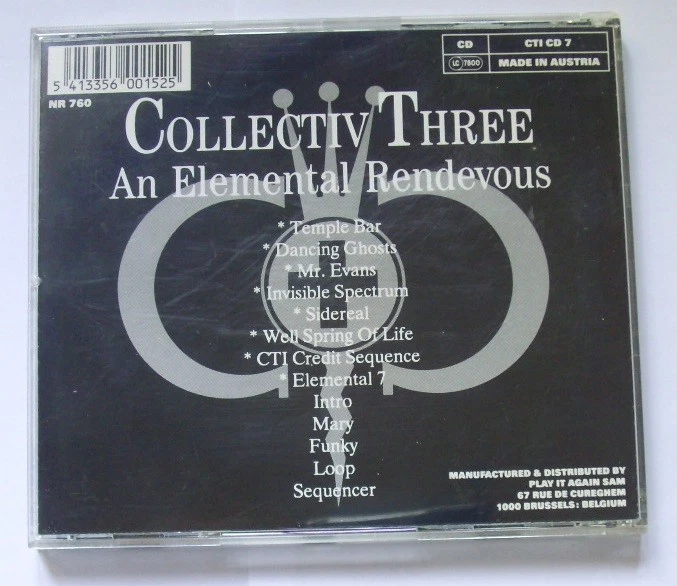 5 413356 001525
NR 760
CD
CTI CD 7
LC 7800
MADE IN AUSTRIA
COLLECTIV THREE
An Elemental Rendevous
* Temple Bar
* Dancing Ghosts
* Mr. Evans
* Invisible Spectrum
* Sidereal
* Well Spring Of Life
* CTI Credit Sequence
* Elemental 7
Intro
Mary
Funky
Loop
Sequencer
MANUFACTURED & DISTRIBUTED BY
PLAY IT AGAIN SAM
67 RUE DE CUREGHEM
1000 BRUSSELS : BELGIUM